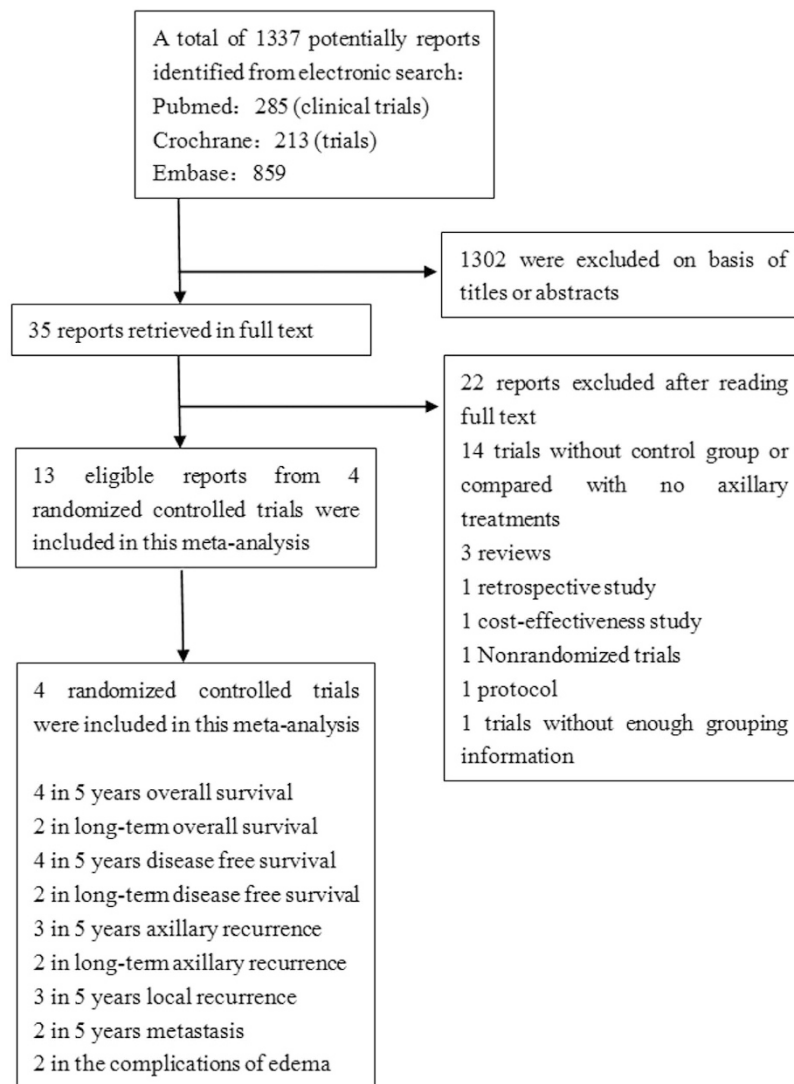 A total of 1337 potentially reports
identified from electronic search：
Pubmed：285 (clinical trials)
Crochrane：213 (trials)
Embase：859
1302 were excluded on basis of
titles or abstracts
35 reports retrieved in full text
22 reports excluded after reading
full text
14 trials without control group or
compared with no axillary
treatments
3 reviews
1 retrospective study
1 cost-effectiveness study
1 Nonrandomized trials
1 protocol
1 trials without enough grouping
information
13 eligible reports from 4
randomized controlled trials were
included in this meta-analysis
4 randomized controlled trials
were included in this meta-analysis
4 in 5 years overall survival
2 in long-term overall survival
4 in 5 years disease free survival
2 in long-term disease free survival
3 in 5 years axillary recurrence
2 in long-term axillary recurrence
3 in 5 years local recurrence
2 in 5 years metastasis
2 in the complications of edema